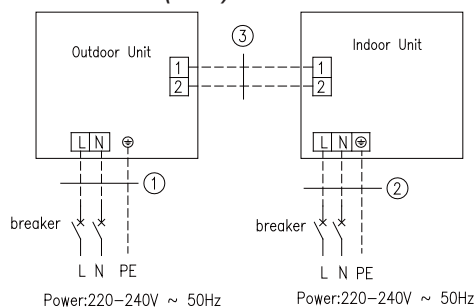 Outdoor Unit
1
2
L N
③
Indoor Unit
1
2
L N
①
②
breaker
breaker
L N PE
L N PE
Power:220-240V ~ 50Hz
Power:220-240V ~ 50Hz